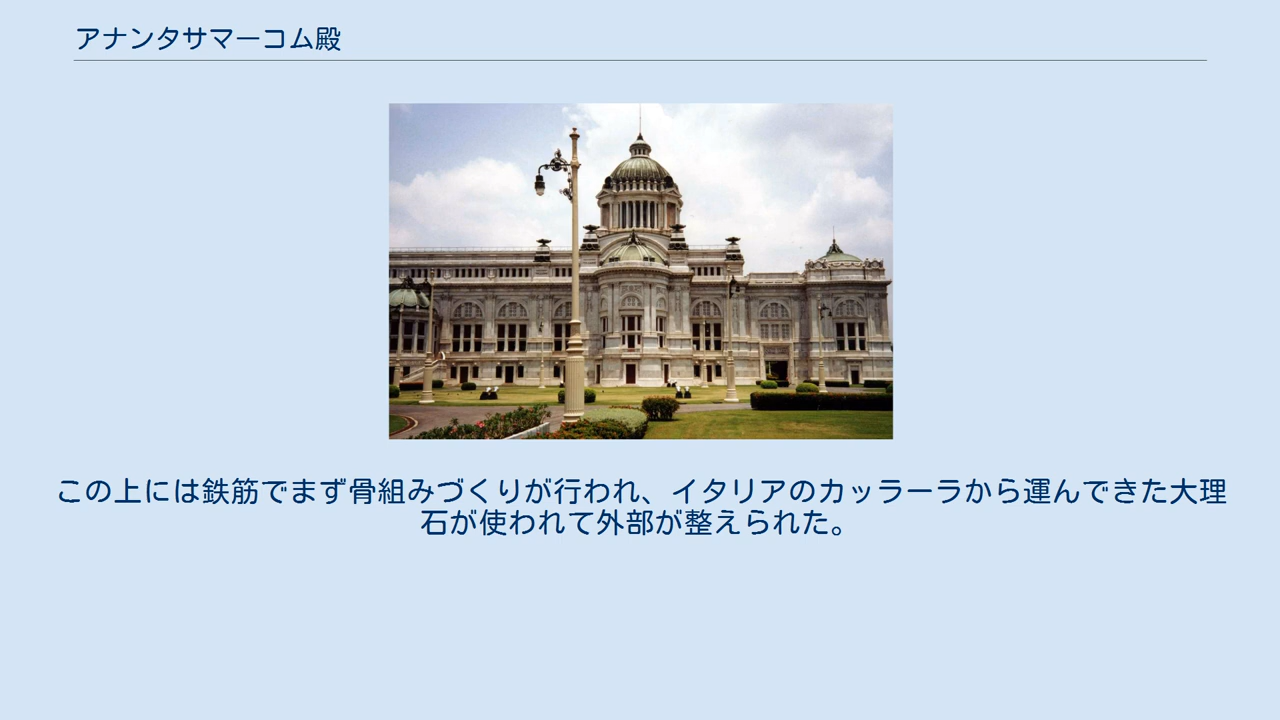 アナンタサマーコム殿
この上には鉄筋でまず骨組みづくりが行われ、イタリアのカッラーラから運んできた大理
石が使われて外部が整えられた。